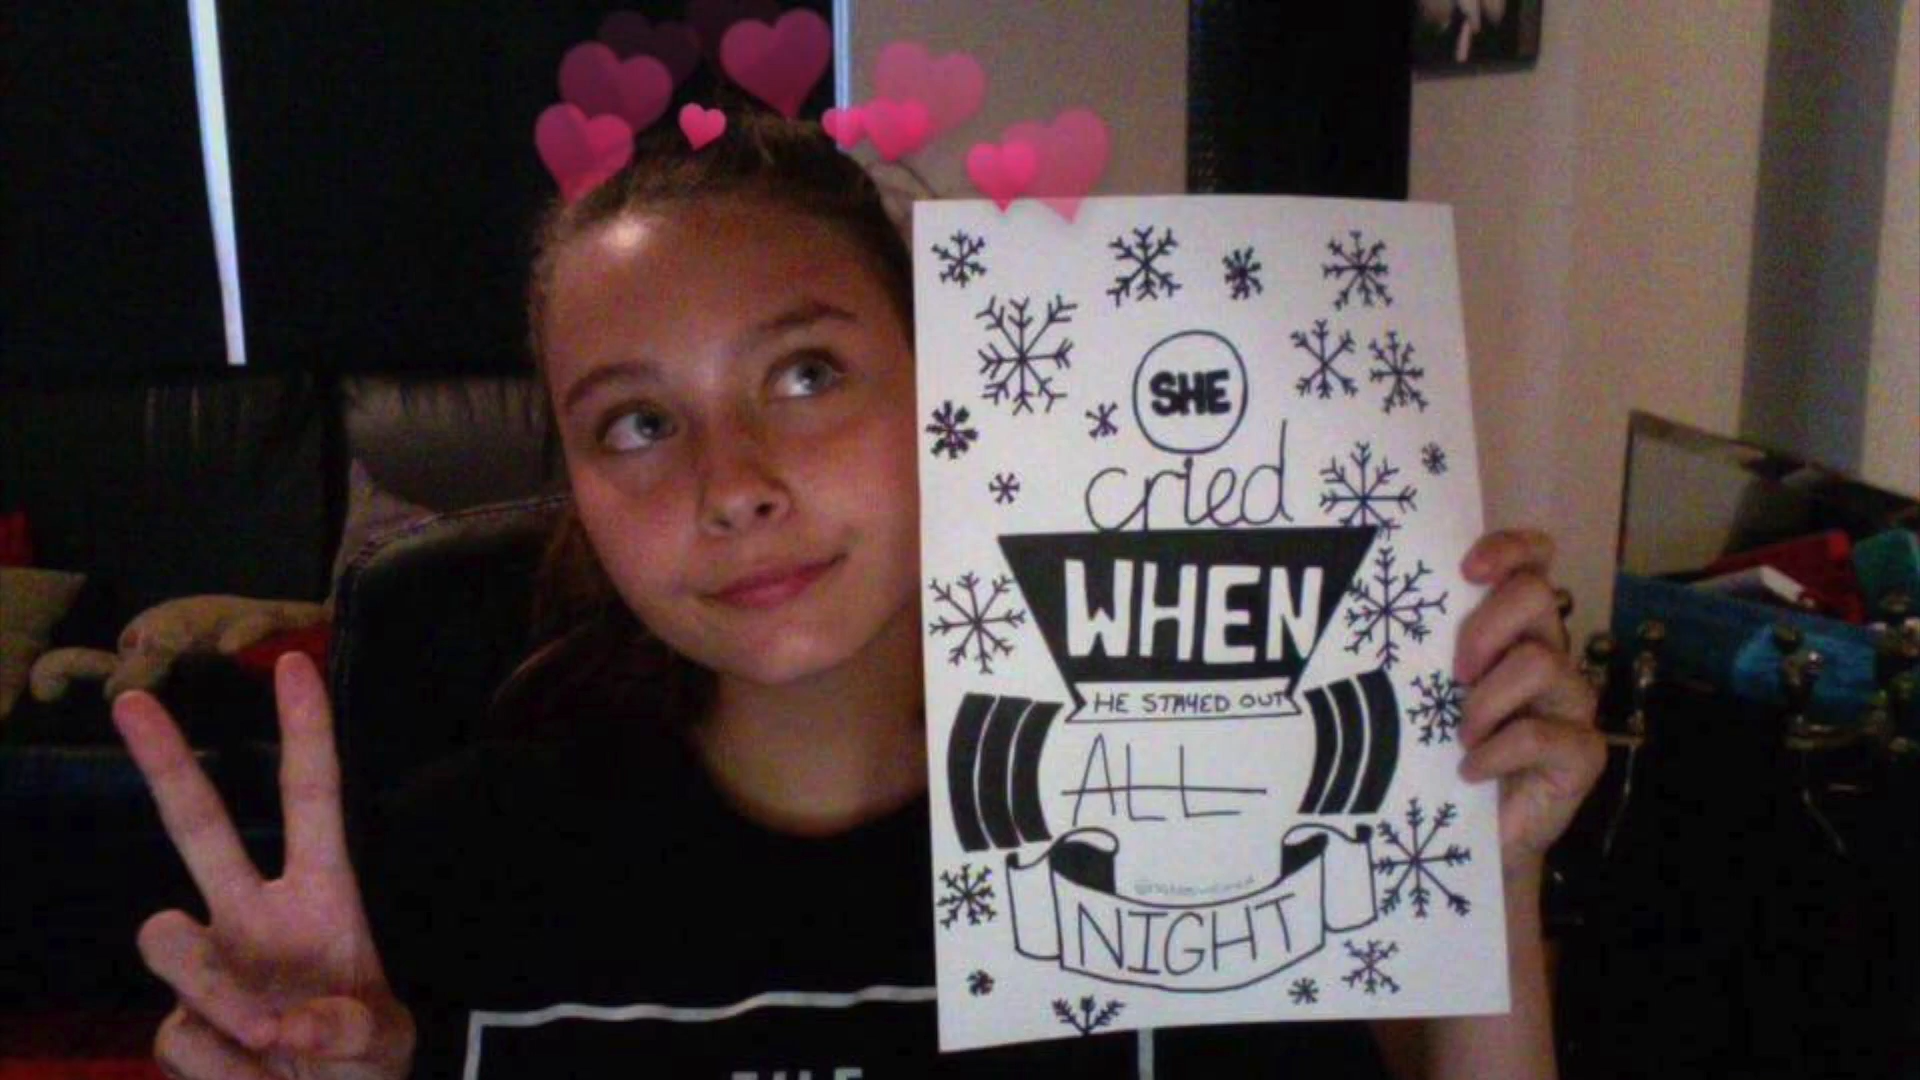 SHE
cried
WHEN
HE STAYED OUT
ALL
NIGHT